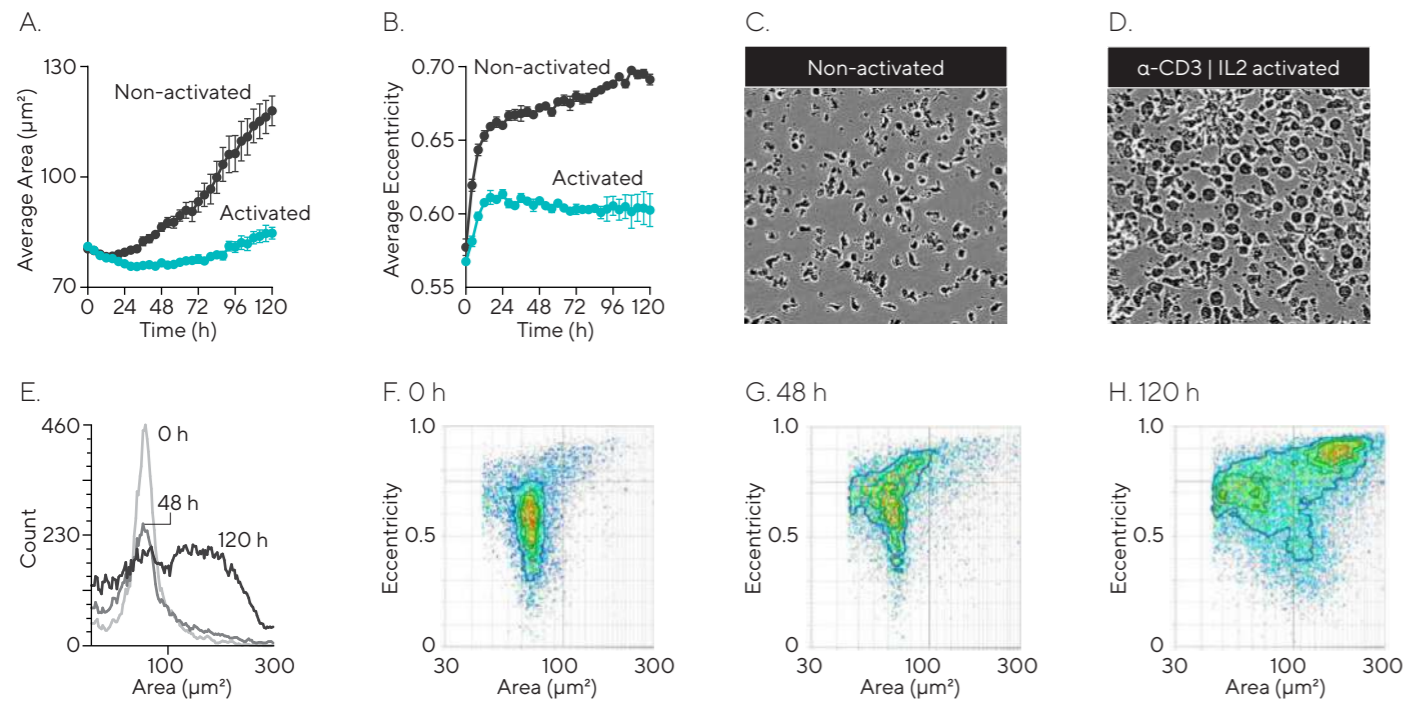 A.
Average Area (µm²)
130
100
70
Non-activated
Activated
0 24 48 72 96 120
Time (h)
B.
Average Eccentricity
0.70
0.65
0.60
0.55
Non-activated
Activated
0 24 48 72 96 120
Time (h)
C.
Non-activated
D.
α-CD3 | IL2 activated
E.
Count
460
230
0
0 h
48 h
120 h
100 300
Area (µm²)
F. 0 h
Eccentricity
1.0
0.5
0
30 100 300
Area (µm²)
G. 48 h
Eccentricity
1.0
0.5
0
30 100 300
Area (µm²)
H. 120 h
Eccentricity
1.0
0.5
0
30 100 300
Area (µm²)